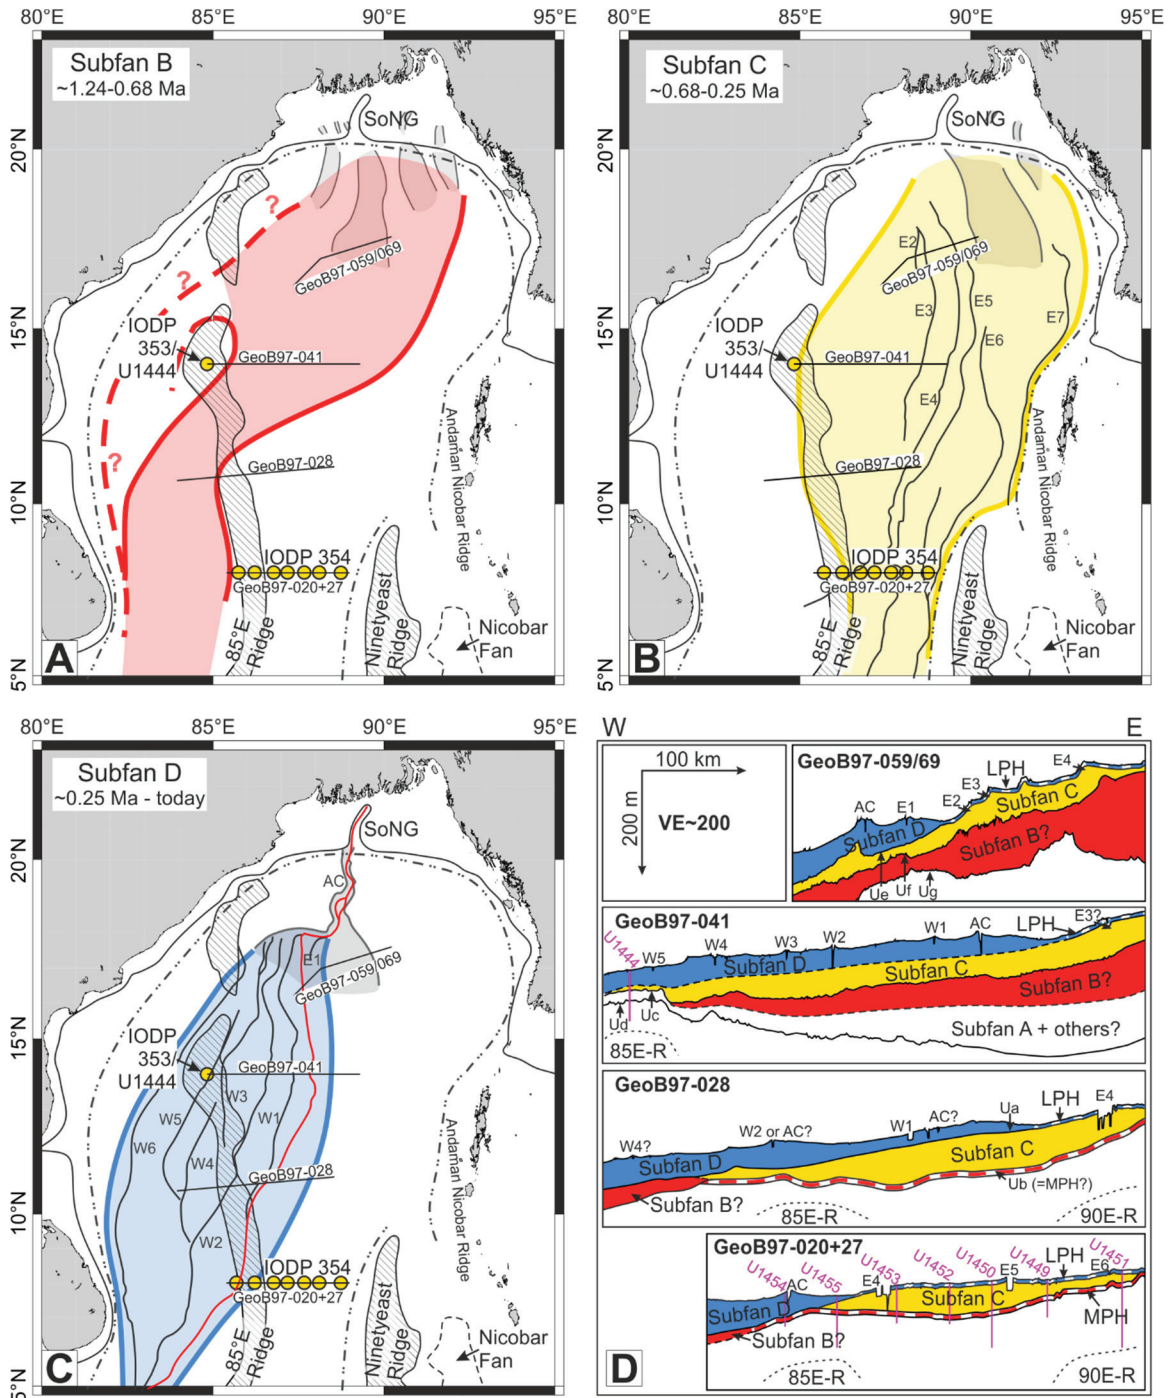 80°E 85°E 90°E 95°E
80°E 85°E 90°E 95°E
Subfan B
~1.24-0.68 Ma
SoNG
20°N
?
GeoB97-059/069
?
15°N
IODP
353/
U1444
GeoB97-041
?
GeoB97-028
10°N
Andaman Nicobar Ridge
IODP 354
GeoB97-020+27
85°E
Ridge
Ninetyeast
Ridge
Nicobar
Fan
5°N
A
Subfan C
~0.68-0.25 Ma
SoNG
20°N
E2
GeoB97-059/069
E3
E5
E7
15°N
IODP
353/
U1444
E6
GeoB97-041
E4
GeoB97-028
10°N
Andaman Nicobar Ridge
IODP 354
GeoB97-020+27
85°E
Ridge
Ninetyeast
Ridge
Nicobar
Fan
5°N
B
80°E 85°E 90°E 95°E
Subfan D
~0.25 Ma - today
SoNG
20°N
AC
E1
GeoB97-059/069
15°N
IODP
353/
U1444
GeoB97-041
W3
W5
W1
W6
W4
GeoB97-028
10°N
W2
Andaman Nicobar Ridge
IODP 354
GeoB97-020+27
85°E
Ridge
Ninetyeast
Ridge
Nicobar
Fan
5°N
C
W E
100 km
200 m
VE~200
GeoB97-059/69
E4
LPH
E3
E2
AC E1
Subfan C
Subfan D
Subfan B?
Ue Uf Ug
GeoB97-041
U1444
W5 W4 W3 W2 W1 AC LPH E3?
Subfan D
Subfan C
Subfan B?
Ud Uc
Subfan A + others?
85E-R
GeoB97-028
W4? W2 or AC? W1 AC? Ua LPH E4
Subfan D
Subfan C
Subfan B?
Ub (=MPH?)
85E-R
90E-R
GeoB97-020+27
U1454 U1455 U1453 U1452 U1450 U1449 U1451
AC E4 E5 LPH E6
Subfan D
Subfan C
MPH
Subfan B?
85E-R
90E-R
D